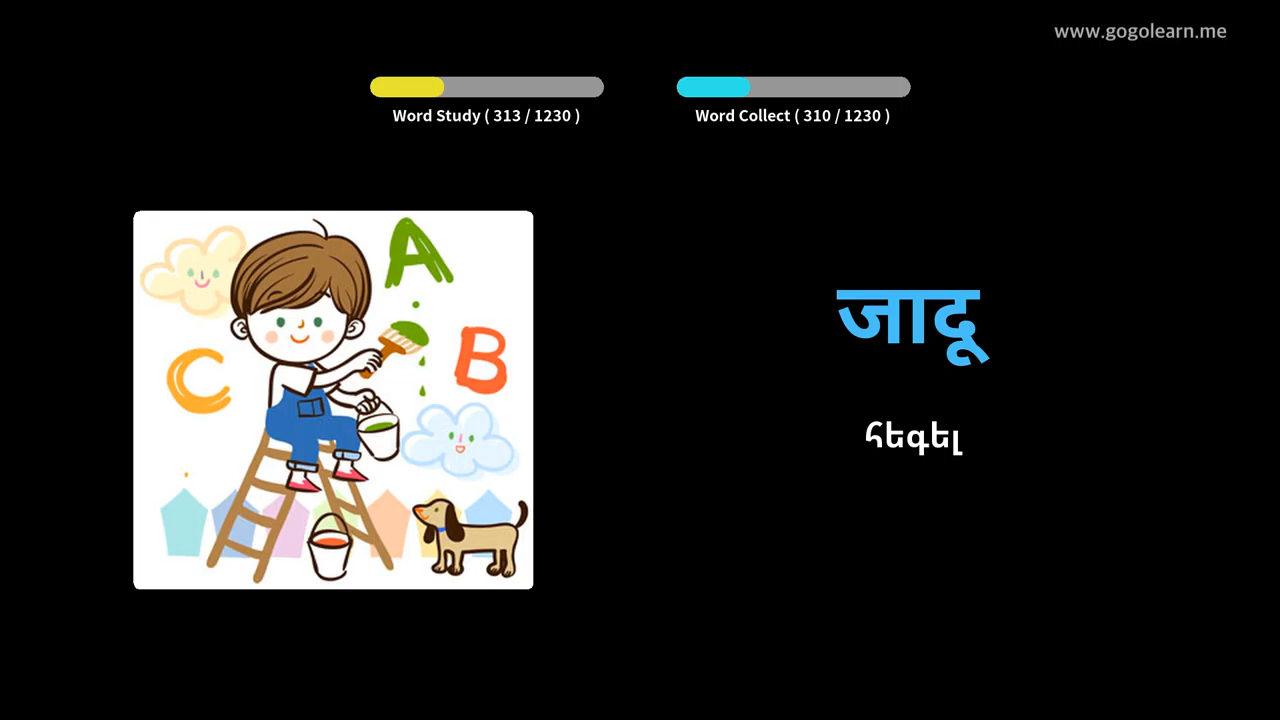 www.gogolearn.me
Word Study ( 313 / 1230 )
Word Collect ( 310 / 1230 )
A
B
C
जादू
հեգել